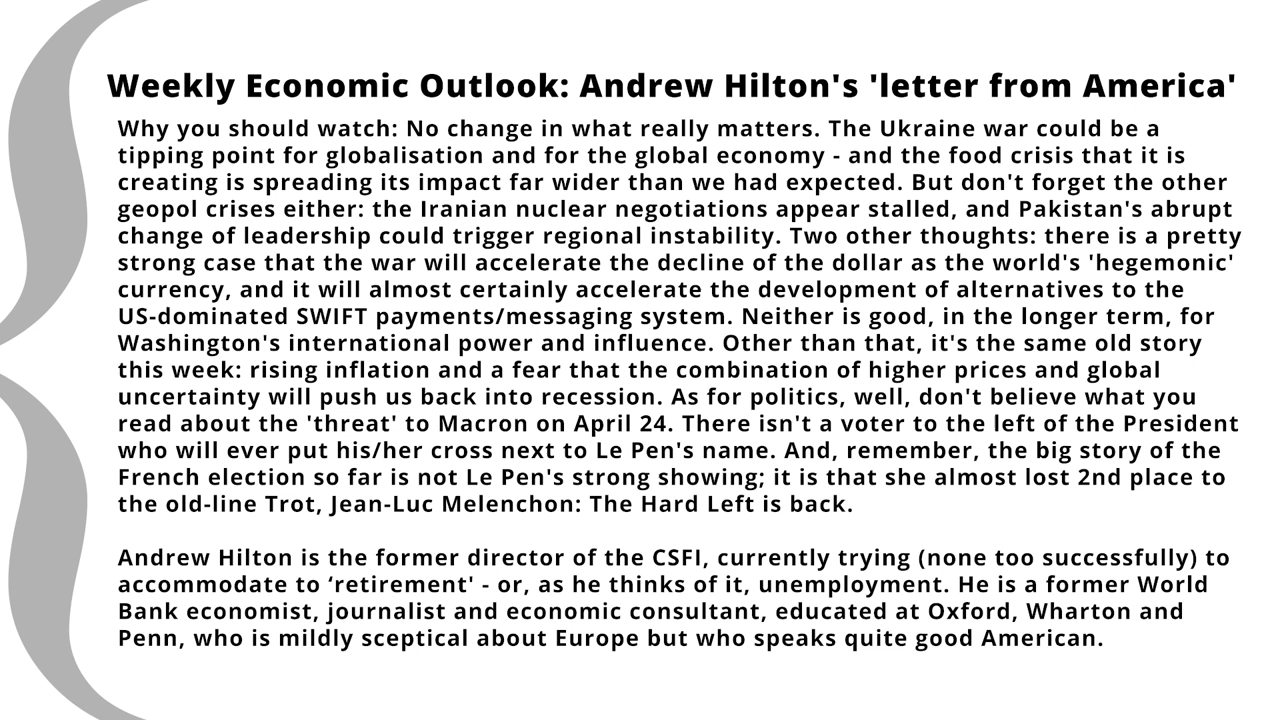 Weekly Economic Outlook: Andrew Hilton's 'letter from America'
Why you should watch: No change in what really matters. The Ukraine war could be a
tipping point for globalisation and for the global economy - and the food crisis that it is
creating is spreading its impact far wider than we had expected. But don't forget the other
geopol crises either: the Iranian nuclear negotiations appear stalled, and Pakistan's abrupt
change of leadership could trigger regional instability. Two other thoughts: there is a pretty
strong case that the war will accelerate the decline of the dollar as the world's 'hegemonic'
currency, and it will almost certainly accelerate the development of alternatives to the
US-dominated SWIFT payments/messaging system. Neither is good, in the longer term, for
Washington's international power and influence. Other than that, it's the same old story
this week: rising inflation and a fear that the combination of higher prices and global
uncertainty will push us back into recession. As for politics, well, don't believe what you
read about the 'threat' to Macron on April 24. There isn't a voter to the left of the President
who will ever put his/her cross next to Le Pen's name. And, remember, the big story of the
French election so far is not Le Pen's strong showing; it is that she almost lost 2nd place to
the old-line Trot, Jean-Luc Melenchon: The Hard Left is back.
Andrew Hilton is the former director of the CSFI, currently trying (none too successfully) to
accommodate to ‘retirement' - or, as he thinks of it, unemployment. He is a former World
Bank economist, journalist and economic consultant, educated at Oxford, Wharton and
Penn, who is mildly sceptical about Europe but who speaks quite good American.